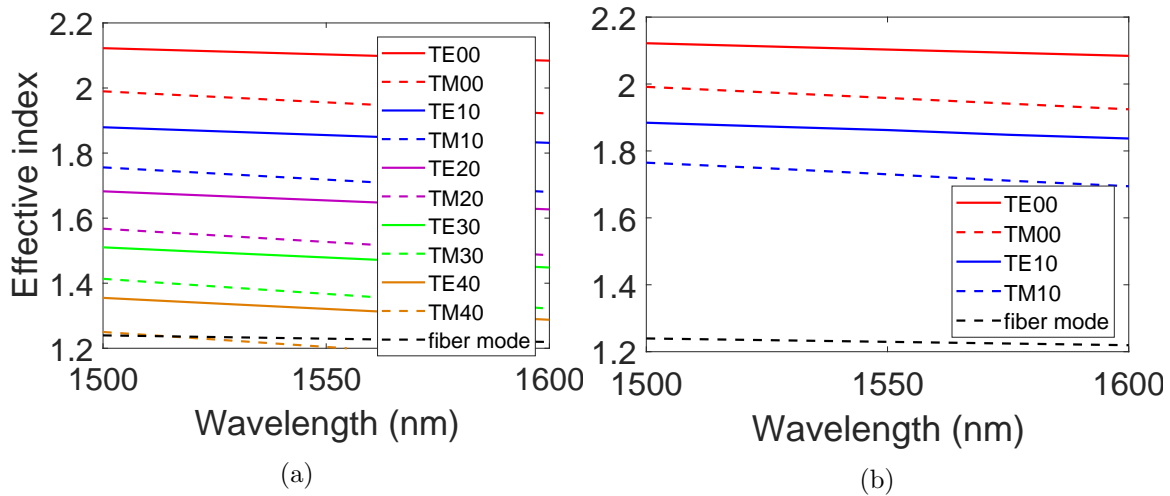 2.2
2
1.8
1.6
1.4
1.2
Effective index
1500
1550
1600
Wavelength (nm)
TE00
TM00
TE10
TM10
TE20
TM20
TE30
TM30
TE40
TM40
fiber mode
(a)
2.2
2
1.8
1.6
1.4
1.2
1500
1550
1600
Wavelength (nm)
TE00
TM00
TE10
TM10
fiber mode
(b)